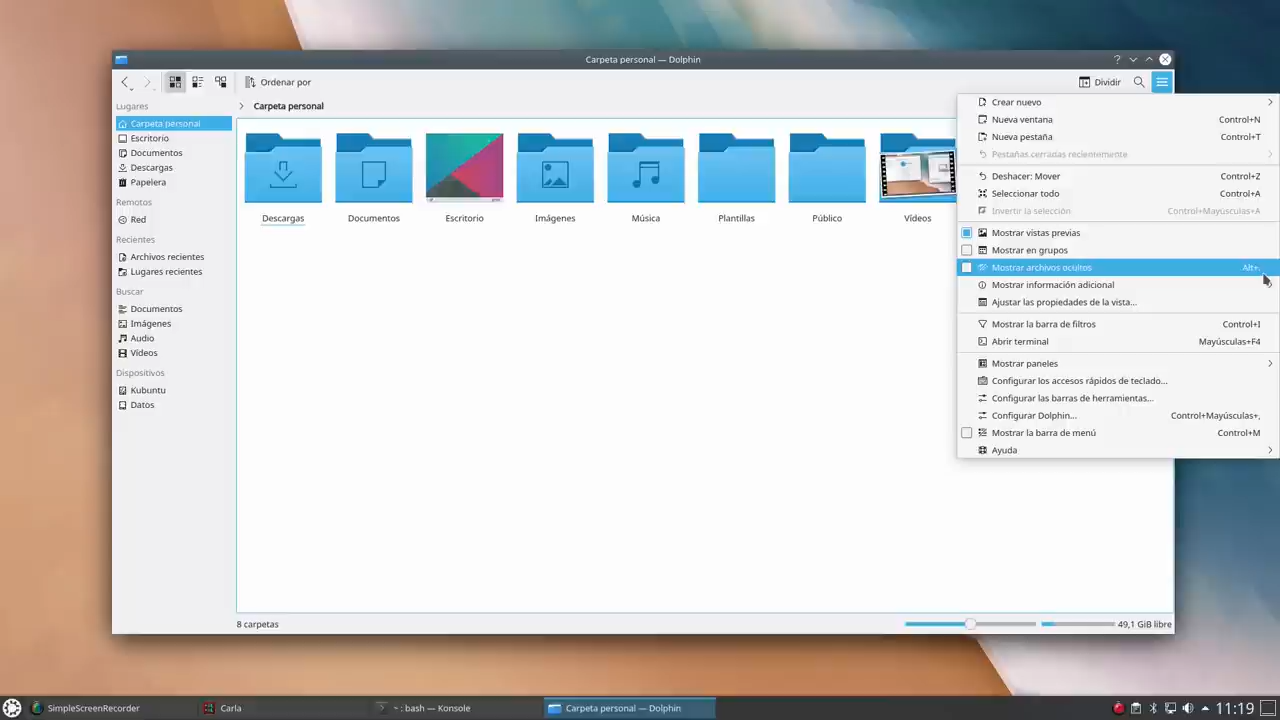 Carpeta personal — Dolphin
Ordenar por
Dividir
Lugares
Carpeta personal
Escritorio
Documentos
Descargas
Papelera
Remotos
Red
Recientes
Archivos recientes
Lugares recientes
Buscar
Documentos
Imágenes
Audio
Vídeos
Dispositivos
Kubuntu
Datos
Carpeta personal
Descargas
Documentos
Escritorio
Imágenes
Música
Plantillas
Público
Vídeos
Crear nuevo
Nueva ventana Control+N
Nueva pestaña Control+T
Pestañas cerradas recientemente
Deshacer: Mover Control+Z
Seleccionar todo Control+A
Invertir la selección Control+Mayúsculas+A
Mostrar vistas previas
Mostrar en grupos
Mostrar archivos ocultos Alt+.
Mostrar información adicional
Ajustar las propiedades de la vista...
Mostrar la barra de filtros Control+I
Abrir terminal Mayúsculas+F4
Mostrar paneles
Configurar los accesos rápidos de teclado...
Configurar las barras de herramientas...
Configurar Dolphin... Control+Mayúsculas+,
Mostrar la barra de menú Control+M
Ayuda
8 carpetas
49,1 GiB libre
SimpleScreenRecorder
Carla
~ : bash — Konsole
Carpeta personal — Dolphin
11:19